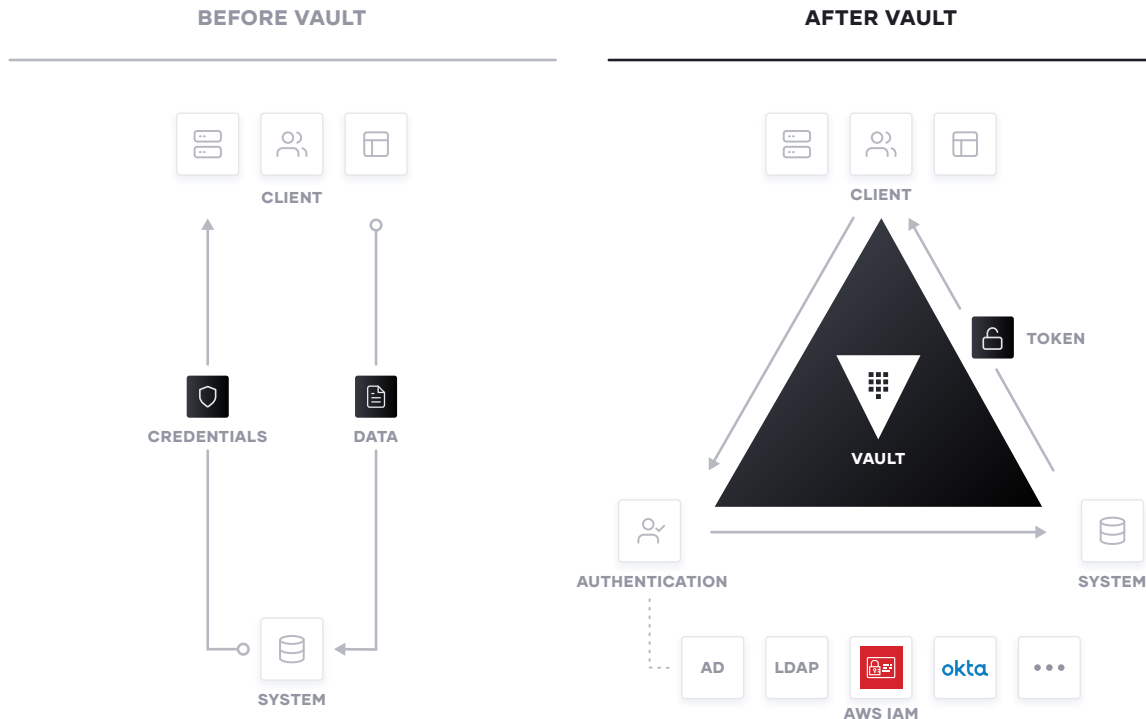 BEFORE VAULT
CLIENT
CREDENTIALS
DATA
SYSTEM
AFTER VAULT
CLIENT
TOKEN
VAULT
AUTHENTICATION
SYSTEM
AD
LDAP
okta
AWS IAM